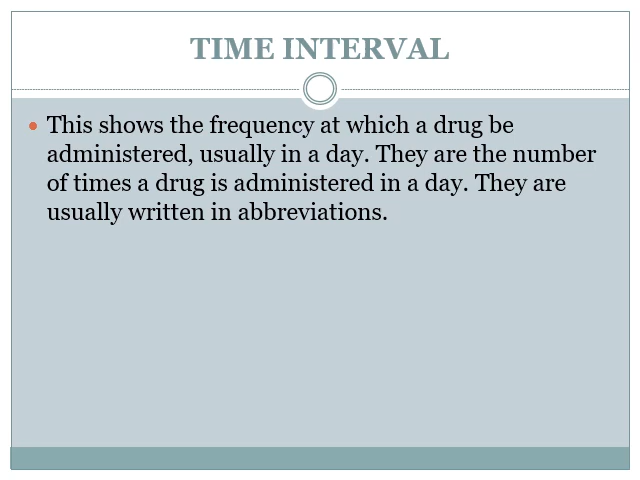 TIME INTERVAL
This shows the frequency at which a drug be
administered, usually in a day. They are the number
of times a drug is administered in a day. They are
usually written in abbreviations.